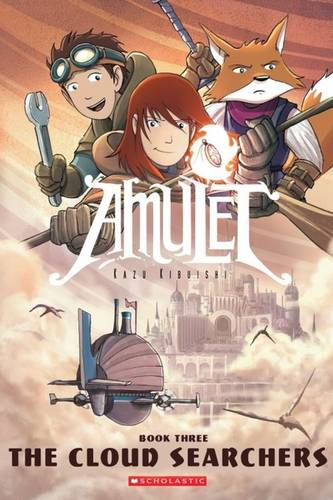 AMULET
KAZU KIBUISHI
BOOK THREE
THE CLOUD SEARCHERS
SCHOLASTIC